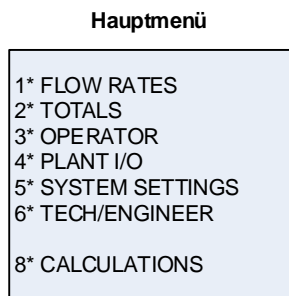 Hauptmenü
1* FLOW RATES
2* TOTALS
3* OPERATOR
4* PLANT I/O
5* SYSTEM SETTINGS
6* TECH/ENGINEER
8* CALCULATIONS